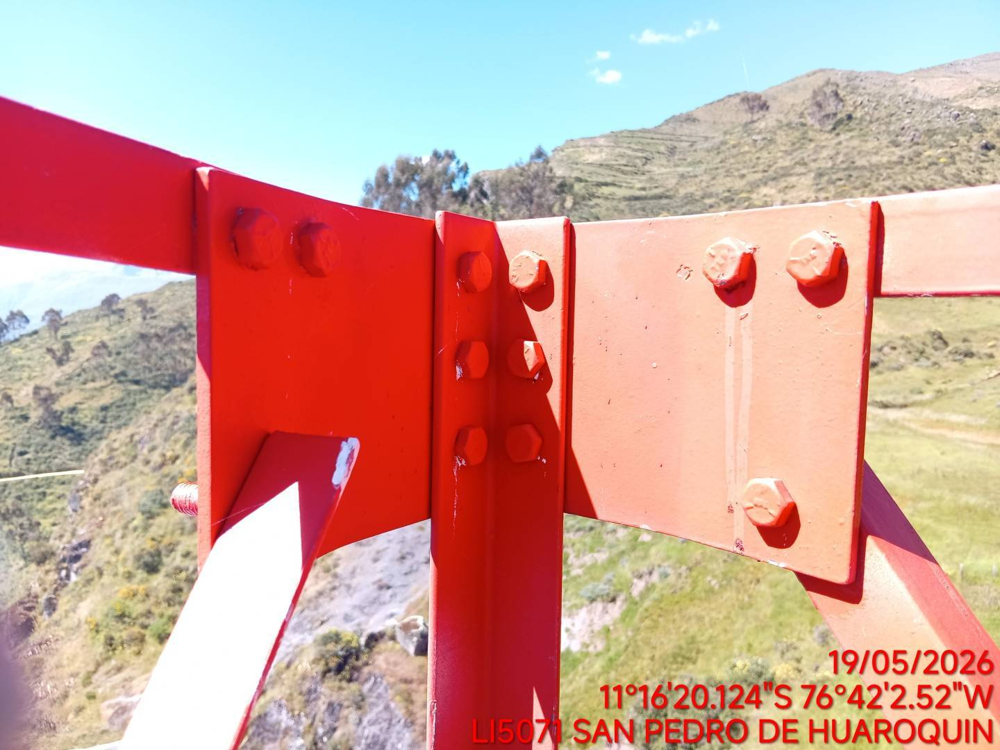 19/05/2026
11°16'20.124"S 76°42'2.52"W
LI5071 SAN PEDRO DE HUAROQUIN